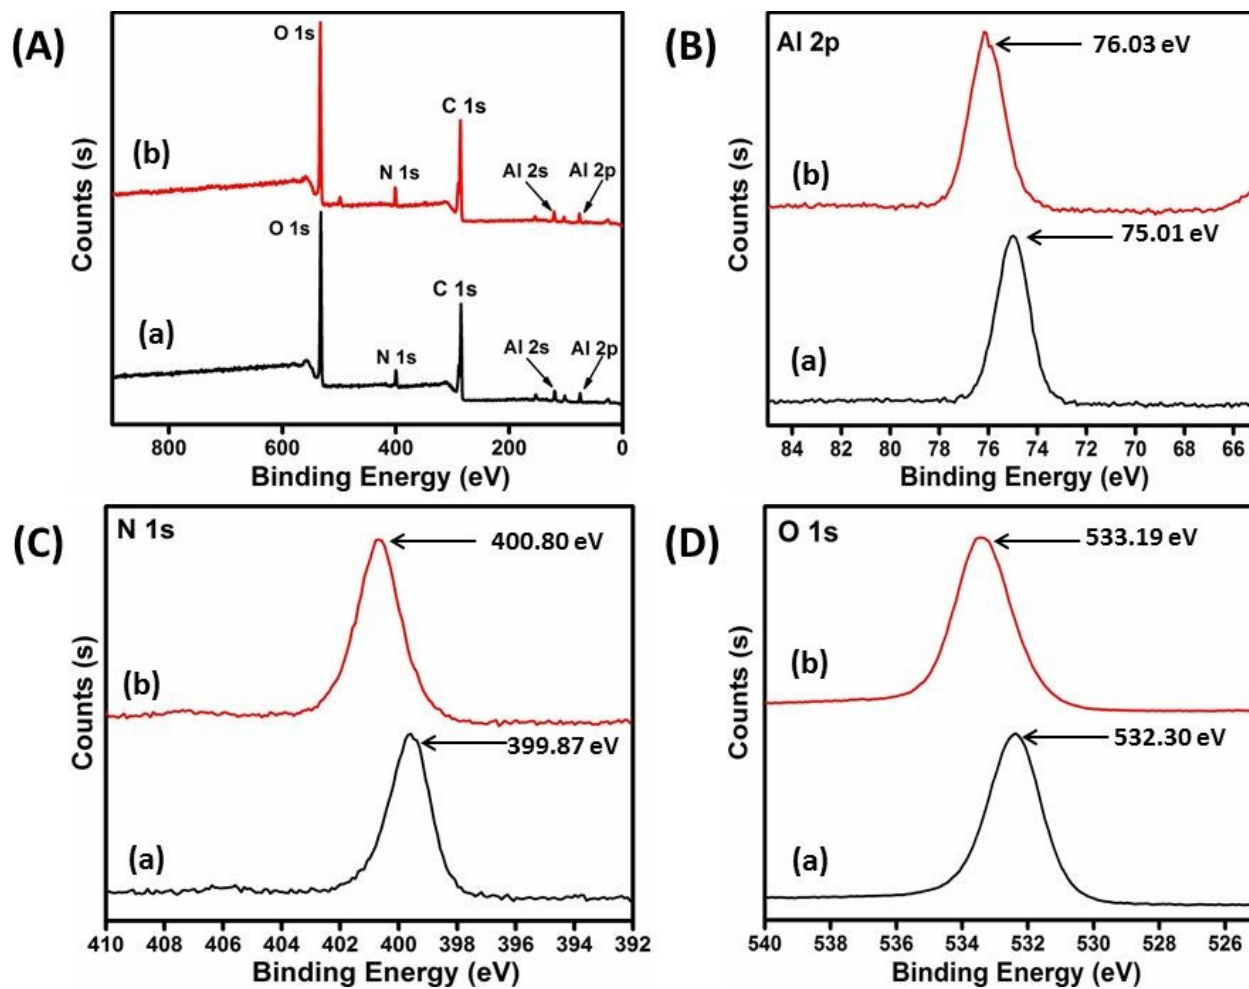 (A)
O 1s
C 1s
(b)
N 1s
Al 2s
Al 2p
O 1s
C 1s
(a)
N 1s
Al 2s
Al 2p
Counts (s)
800 600 400 200 0
Binding Energy (eV)
(B)
Al 2p
76.03 eV
(b)
75.01 eV
(a)
Counts (s)
84 82 80 78 76 74 72 70 68 66
Binding Energy (eV)
(C)
N 1s
400.80 eV
(b)
399.87 eV
(a)
Counts (s)
410 408 406 404 402 400 398 396 394 392
Binding Energy (eV)
(D)
O 1s
533.19 eV
(b)
532.30 eV
(a)
Counts (s)
540 538 536 534 532 530 528 526
Binding Energy (eV)